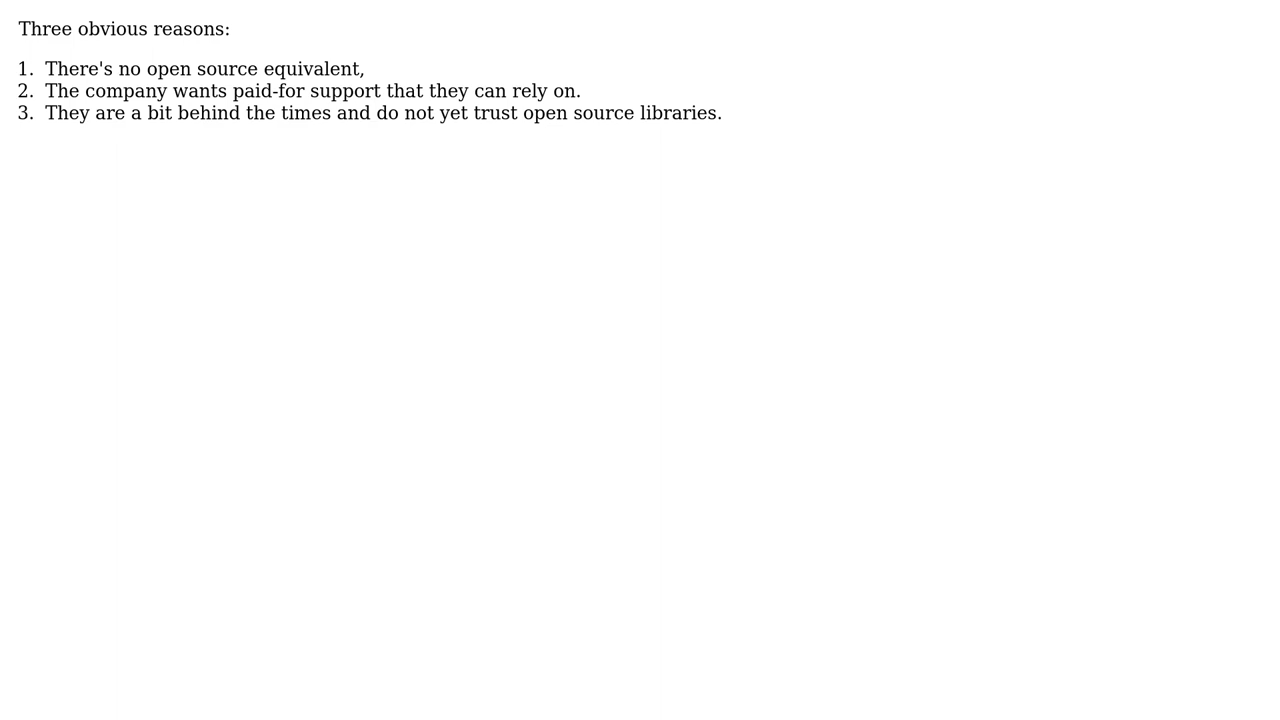 Three obvious reasons:
1. There's no open source equivalent,
2. The company wants paid-for support that they can rely on.
3. They are a bit behind the times and do not yet trust open source libraries.